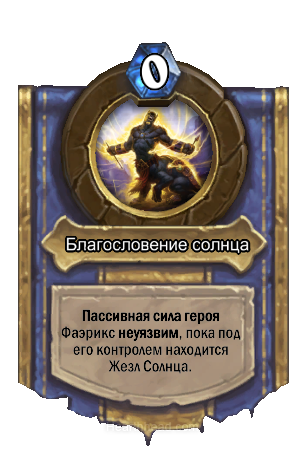 0
Благословение солнца
Пассивная сила героя
Фаэрикс неуязвим, пока под
его контролем находится
Жезл Солнца.